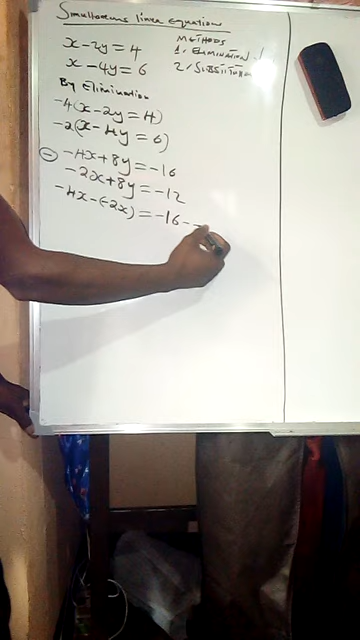 Simultaneous linear equation
x - 2y = 4
x - 4y = 6
METHODS
1/ ELIMINATION
2/ SUBSTITUTION
By Elimination
-4(x - 2y = 4)
-2(x - 4y = 6)
-4x + 8y = -16
-2x + 8y = -12
-4x - (-2x) = -16 -